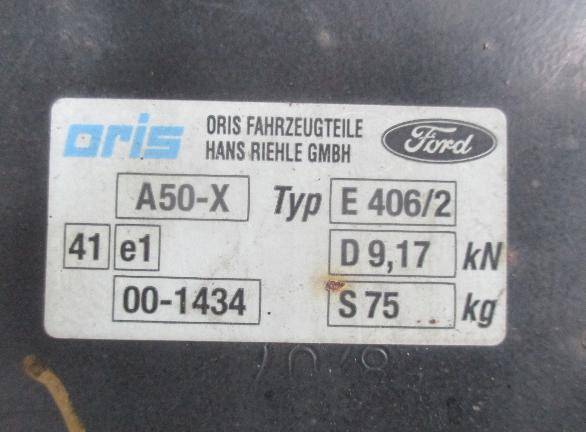 oris ORIS FAHRZEUGTEILE Ford
HANS RIEHLE GMBH
A50-X Typ E 406/2
41 e1 D 9,17 kN
00-1434 S 75 kg